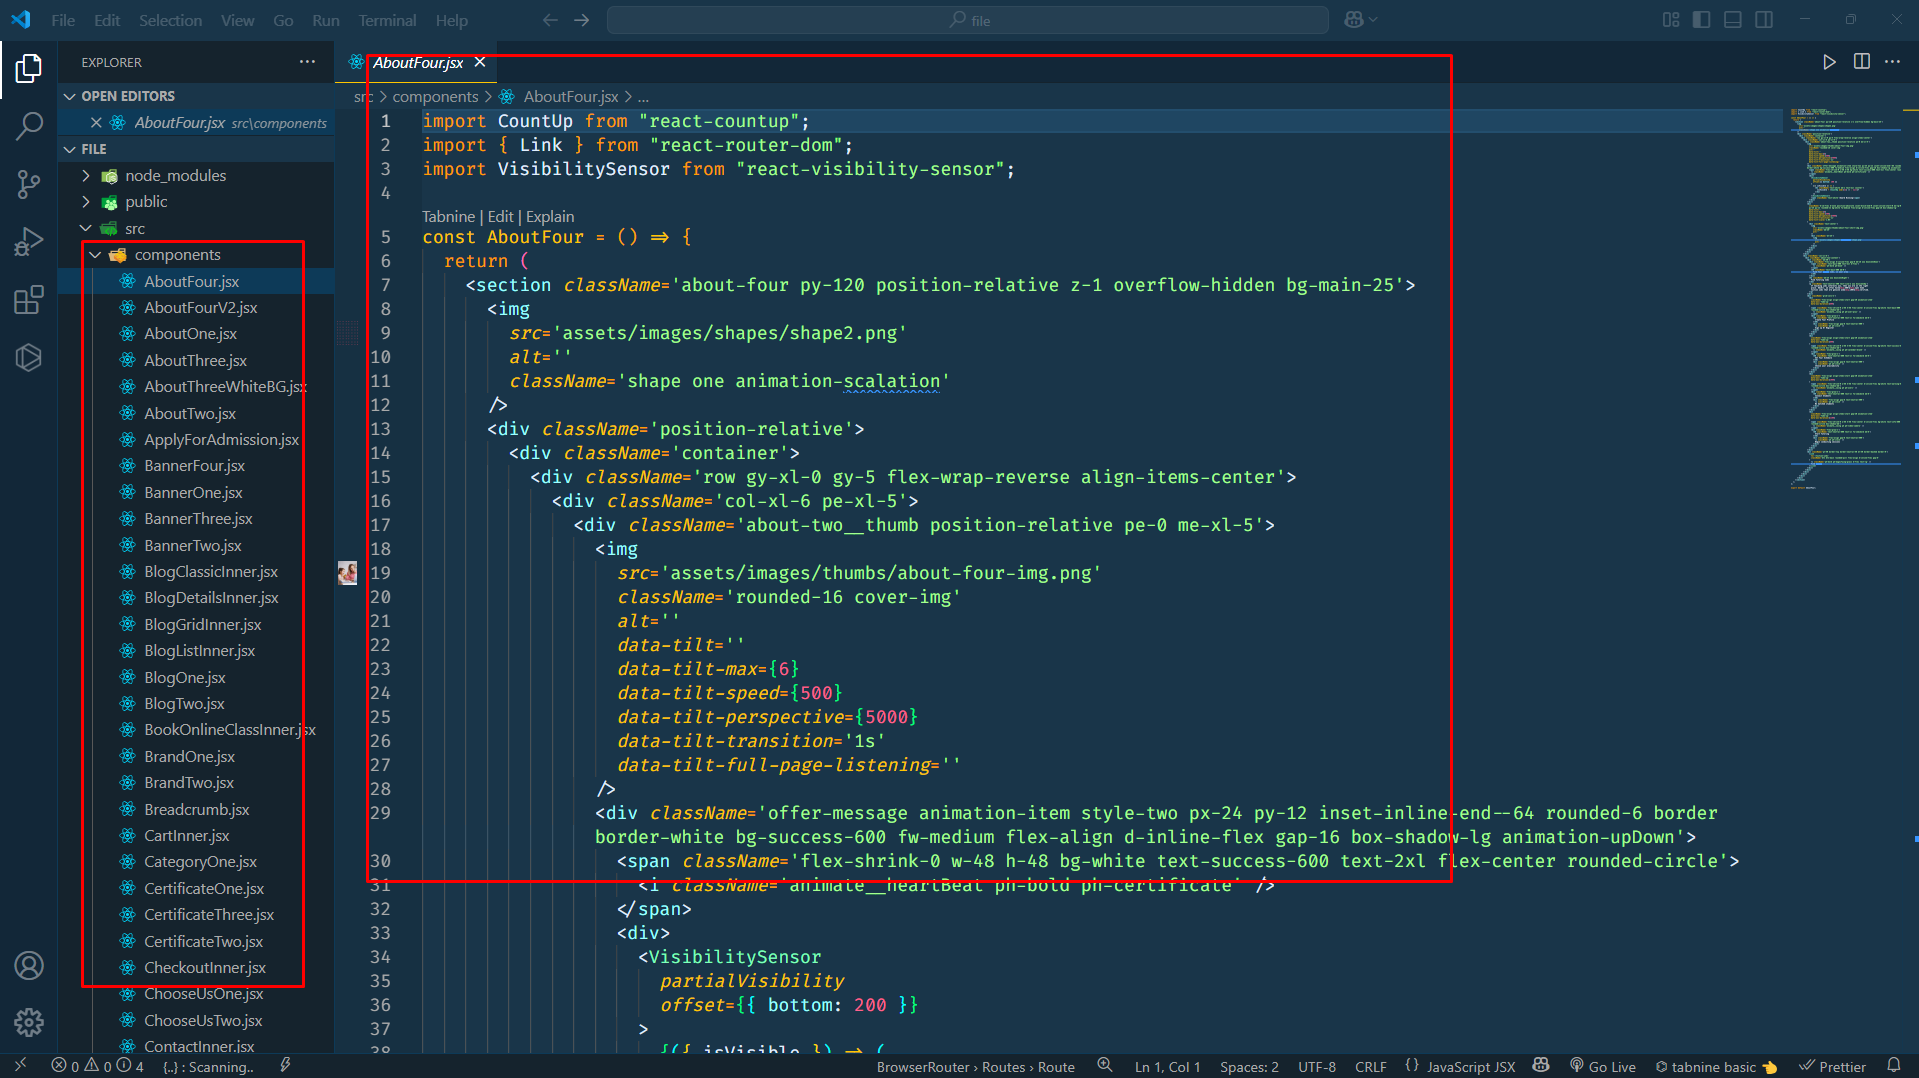 File Edit Selection View Go Run Terminal Help
file
EXPLORER
OPEN EDITORS
AboutFour.jsx src\components
FILE
node_modules
public
src
components
AboutFour.jsx
AboutFourV2.jsx
AboutOne.jsx
AboutThree.jsx
AboutThreeWhiteBG.jsx
AboutTwo.jsx
ApplyForAdmission.jsx
BannerFour.jsx
BannerOne.jsx
BannerThree.jsx
BannerTwo.jsx
BlogClassicInner.jsx
BlogDetailsInner.jsx
BlogGridInner.jsx
BlogListInner.jsx
BlogOne.jsx
BlogTwo.jsx
BookOnlineClassInner.jsx
BrandOne.jsx
BrandTwo.jsx
Breadcrumb.jsx
CartInner.jsx
CategoryOne.jsx
CertificateOne.jsx
CertificateThree.jsx
CertificateTwo.jsx
CheckoutInner.jsx
ChooseUsOne.jsx
ChooseUsTwo.jsx
ContactInner.jsx
AboutFour.jsx
src > components > AboutFour.jsx > ...
1 import CountUp from "react-countup";
2 import { Link } from "react-router-dom";
3 import VisibilitySensor from "react-visibility-sensor";
4
Tabnine | Edit | Explain
5 const AboutFour = () => {
6 return (
7 <section className='about-four py-120 position-relative z-1 overflow-hidden bg-main-25'>
8 <img
9 src='assets/images/shapes/shape2.png'
10 alt=''
11 className='shape one animation-scalation'
12 />
13 <div className='position-relative'>
14 <div className='container'>
15 <div className='row gy-xl-0 gy-5 flex-wrap-reverse align-items-center'>
16 <div className='col-xl-6 pe-xl-5'>
17 <div className='about-two__thumb position-relative pe-0 me-xl-5'>
18 <img
19 src='assets/images/thumbs/about-four-img.png'
20 className='rounded-16 cover-img'
21 alt=''
22 data-tilt=''
23 data-tilt-max={6}
24 data-tilt-speed={500}
25 data-tilt-perspective={5000}
26 data-tilt-transition='1s'
27 data-tilt-full-page-listening=''
28 />
29 <div className='offer-message animation-item style-two px-24 py-12 inset-inline-end--64 rounded-6 border
border-white bg-success-600 fw-medium flex-align d-inline-flex gap-16 box-shadow-lg animation-upDown'>
30 <span className='flex-shrink-0 w-48 h-48 bg-white text-success-600 text-2xl flex-center rounded-circle'>
31 <i className='animate__heartBeat ph-bold ph-certificate' />
32 </span>
33 <div>
34 <VisibilitySensor
35 partialVisibility
36 offset={{ bottom: 200 }}
37 >
38 {({ isVisible }) => (
0 0 4 {..} : Scanning.. BrowserRouter › Routes › Route Ln 1, Col 1 Spaces: 2 UTF-8 CRLF {} JavaScript JSX Go Live tabnine basic Prettier